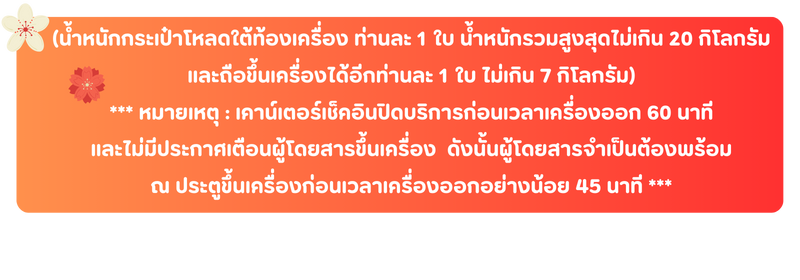 (น้ำหนักกระเป๋าโหลดใต้ท้องเครื่อง ท่านละ 1 ใบ น้ำหนักรวมสูงสุดไม่เกิน 20 กิโลกรัม
และถือขึ้นเครื่องได้อีกท่านละ 1 ใบ ไม่เกิน 7 กิโลกรัม)
*** หมายเหตุ : เคาน์เตอร์เช็คอินปิดบริการก่อนเวลาเครื่องออก 60 นาที
และไม่มีประกาศเตือนผู้โดยสารขึ้นเครื่อง ดังนั้นผู้โดยสารจำเป็นต้องพร้อม
ณ ประตูขึ้นเครื่องก่อนเวลาเครื่องออกอย่างน้อย 45 นาที ***